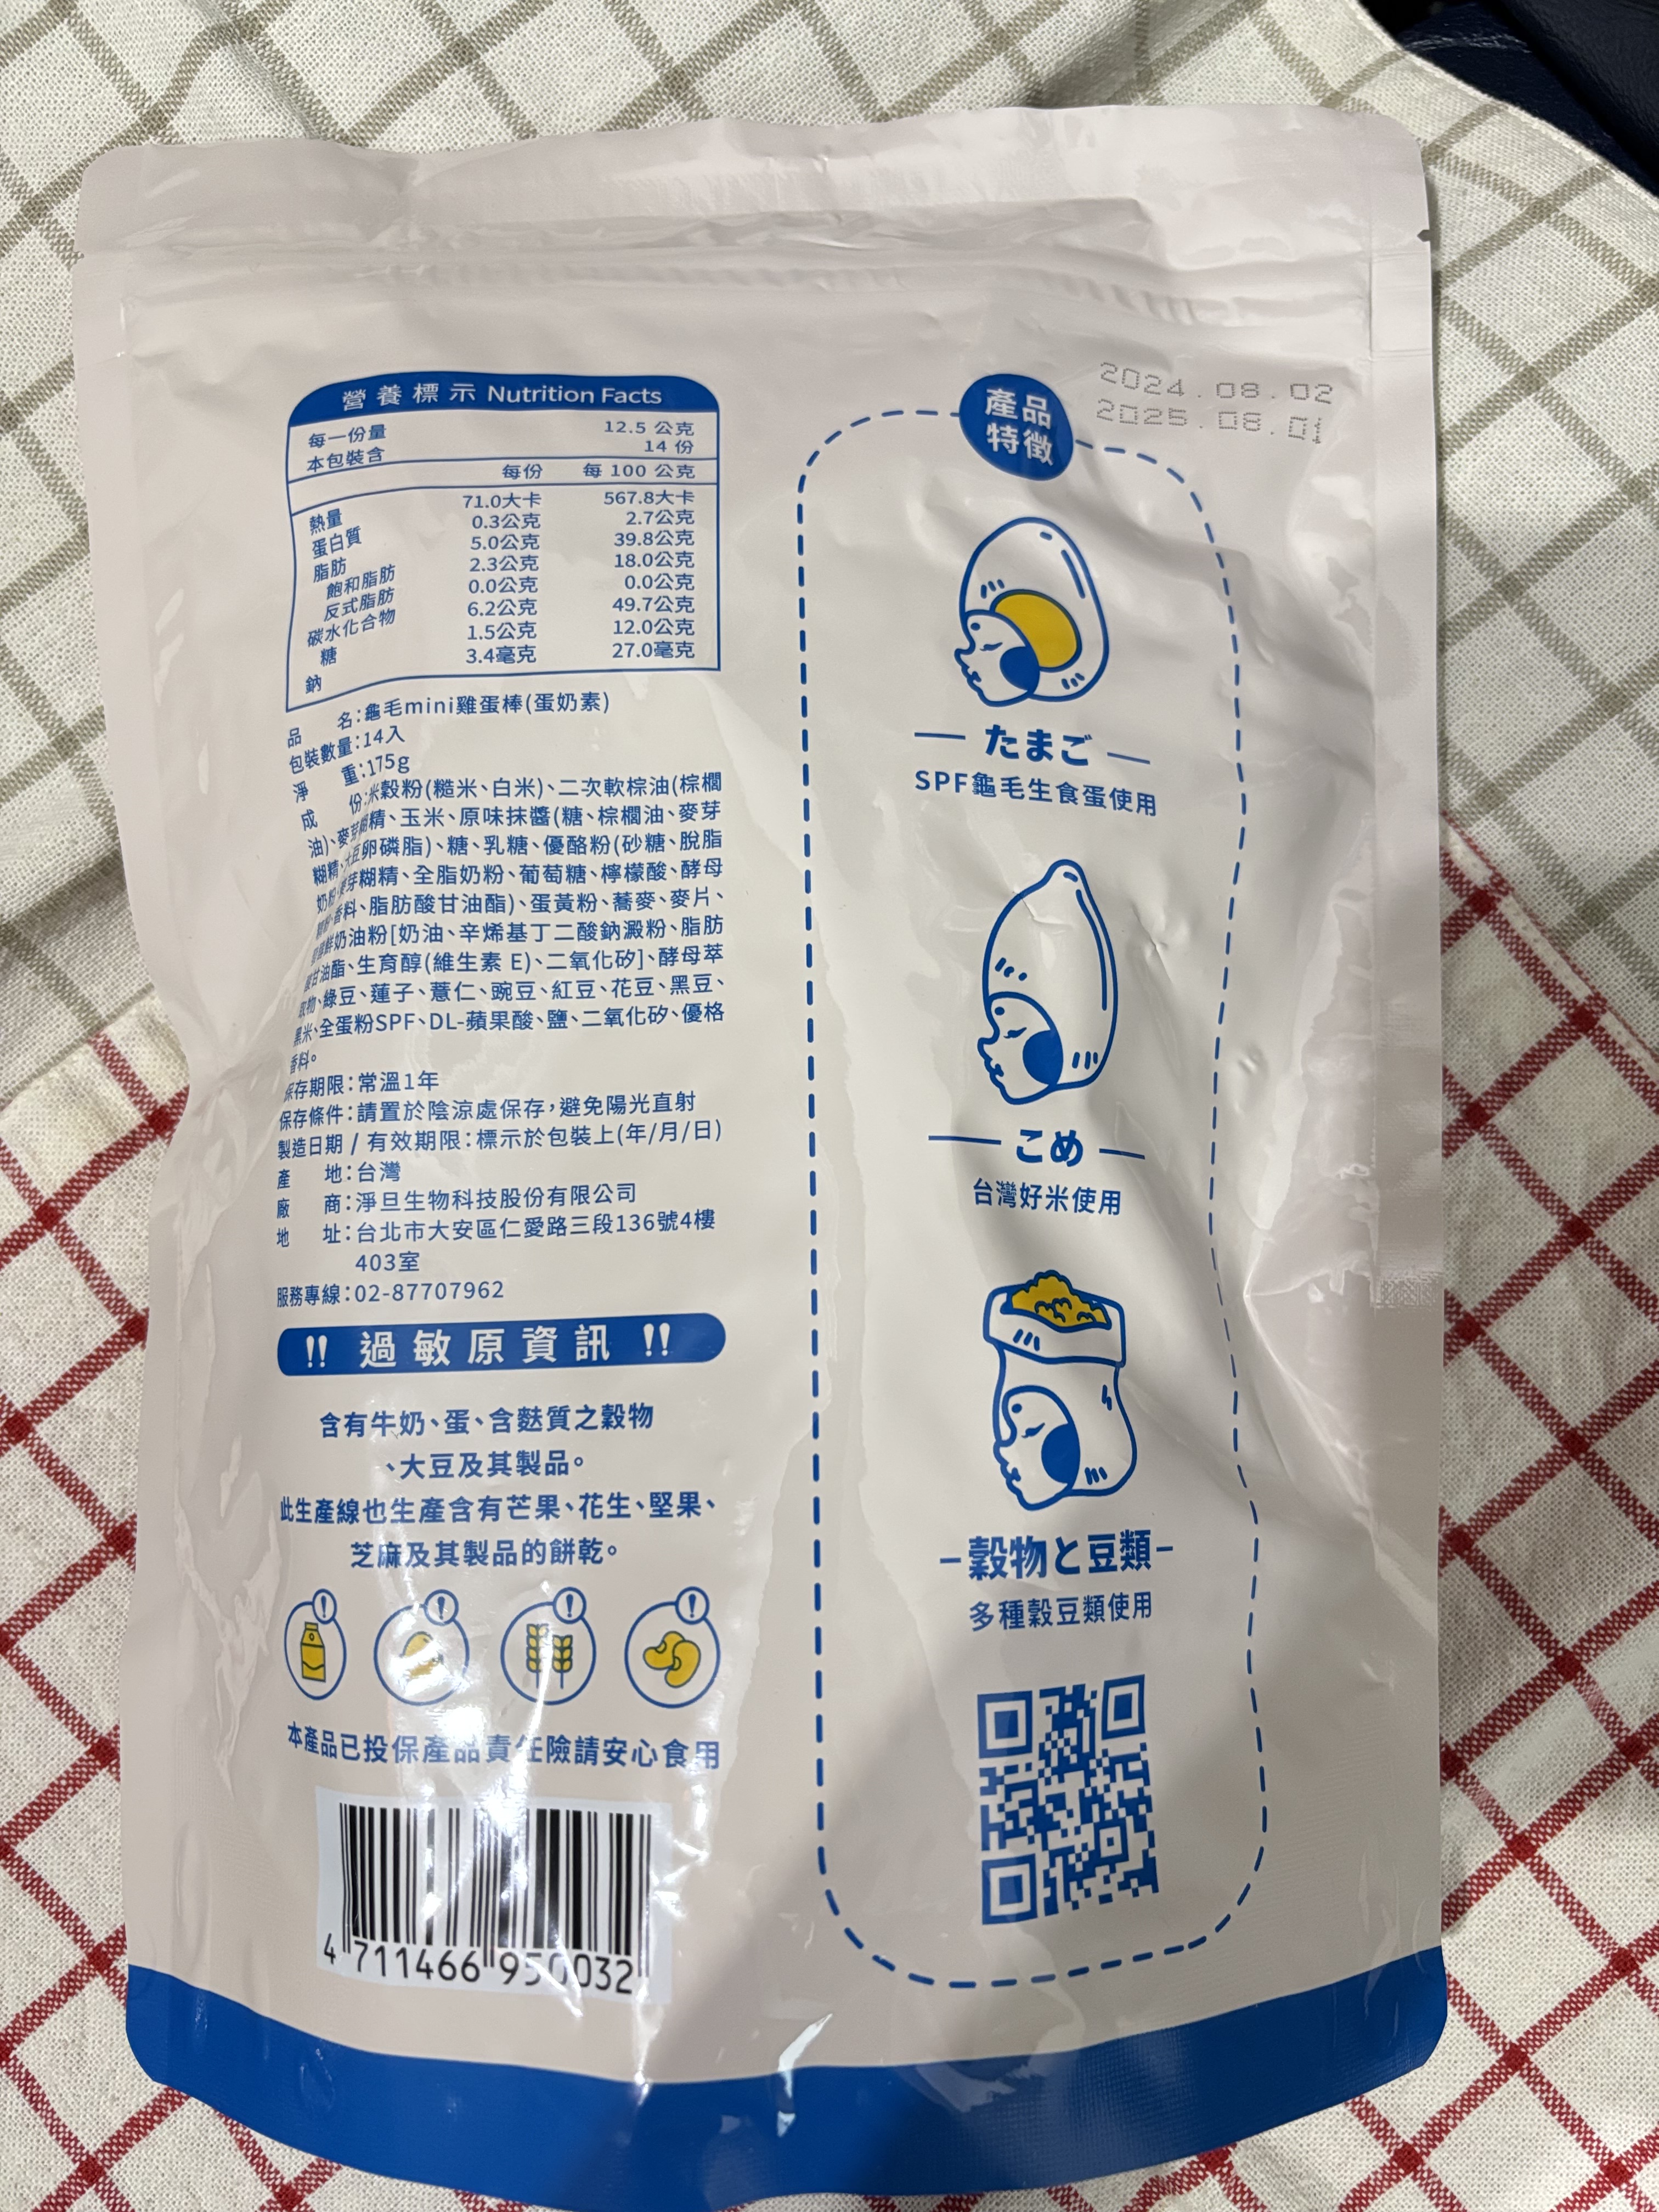 營養標示 Nutrition Facts
每一份量 12.5 公克
本包裝含 14 份
每份 每 100 公克
熱量 71.0大卡 567.8大卡
蛋白質 0.3公克 2.7公克
脂肪 5.0公克 39.8公克
飽和脂肪 2.3公克 18.0公克
反式脂肪 0.0公克 0.0公克
碳水化合物 6.2公克 49.7公克
糖 1.5公克 12.0公克
鈉 3.4毫克 27.0毫克
品名:龜毛mini雞蛋棒(蛋奶素)
包裝數量:14入
淨重:175g
成份:米穀粉(糙米、白米)、二次軟棕油(棕櫚
油)、麥芽糊精、玉米、原味抹醬(糖、棕櫚油、麥芽
糊精、大豆卵磷脂)、糖、乳糖、優酪粉(砂糖、脫脂
奶粉、麥芽糊精、全脂奶粉、葡萄糖、檸檬酸、酵母
香料、脂肪酸甘油酯)、蛋黃粉、蕎麥、麥片、
鮮奶油粉[奶油、辛烯基丁二酸鈉澱粉、脂肪
酸甘油酯、生育醇(維生素 E)、二氧化矽]、酵母萃
取物、綠豆、蓮子、薏仁、豌豆、紅豆、花豆、黑豆、
黑米、全蛋粉SPF、DL-蘋果酸、鹽、二氧化矽、優格
香料。
保存期限:常溫1年
保存條件:請置於陰涼處保存,避免陽光直射
製造日期 / 有效期限:標示於包裝上(年/月/日)
產地:台灣
廠商:淨旦生物科技股份有限公司
地址:台北市大安區仁愛路三段136號4樓
403室
服務專線:02-87707962
!! 過敏原資訊 !!
含有牛奶、蛋、含麩質之穀物
、大豆及其製品。
此生產線也生產含有芒果、花生、堅果、
芝麻及其製品的餅乾。
本產品已投保產品責任險請安心食用
4 711466 950032
2024.08.02
2025.08.01
產品
特徵
たまご
SPF龜毛生食蛋使用
こめ
台灣好米使用
穀物と豆類
多種穀豆類使用